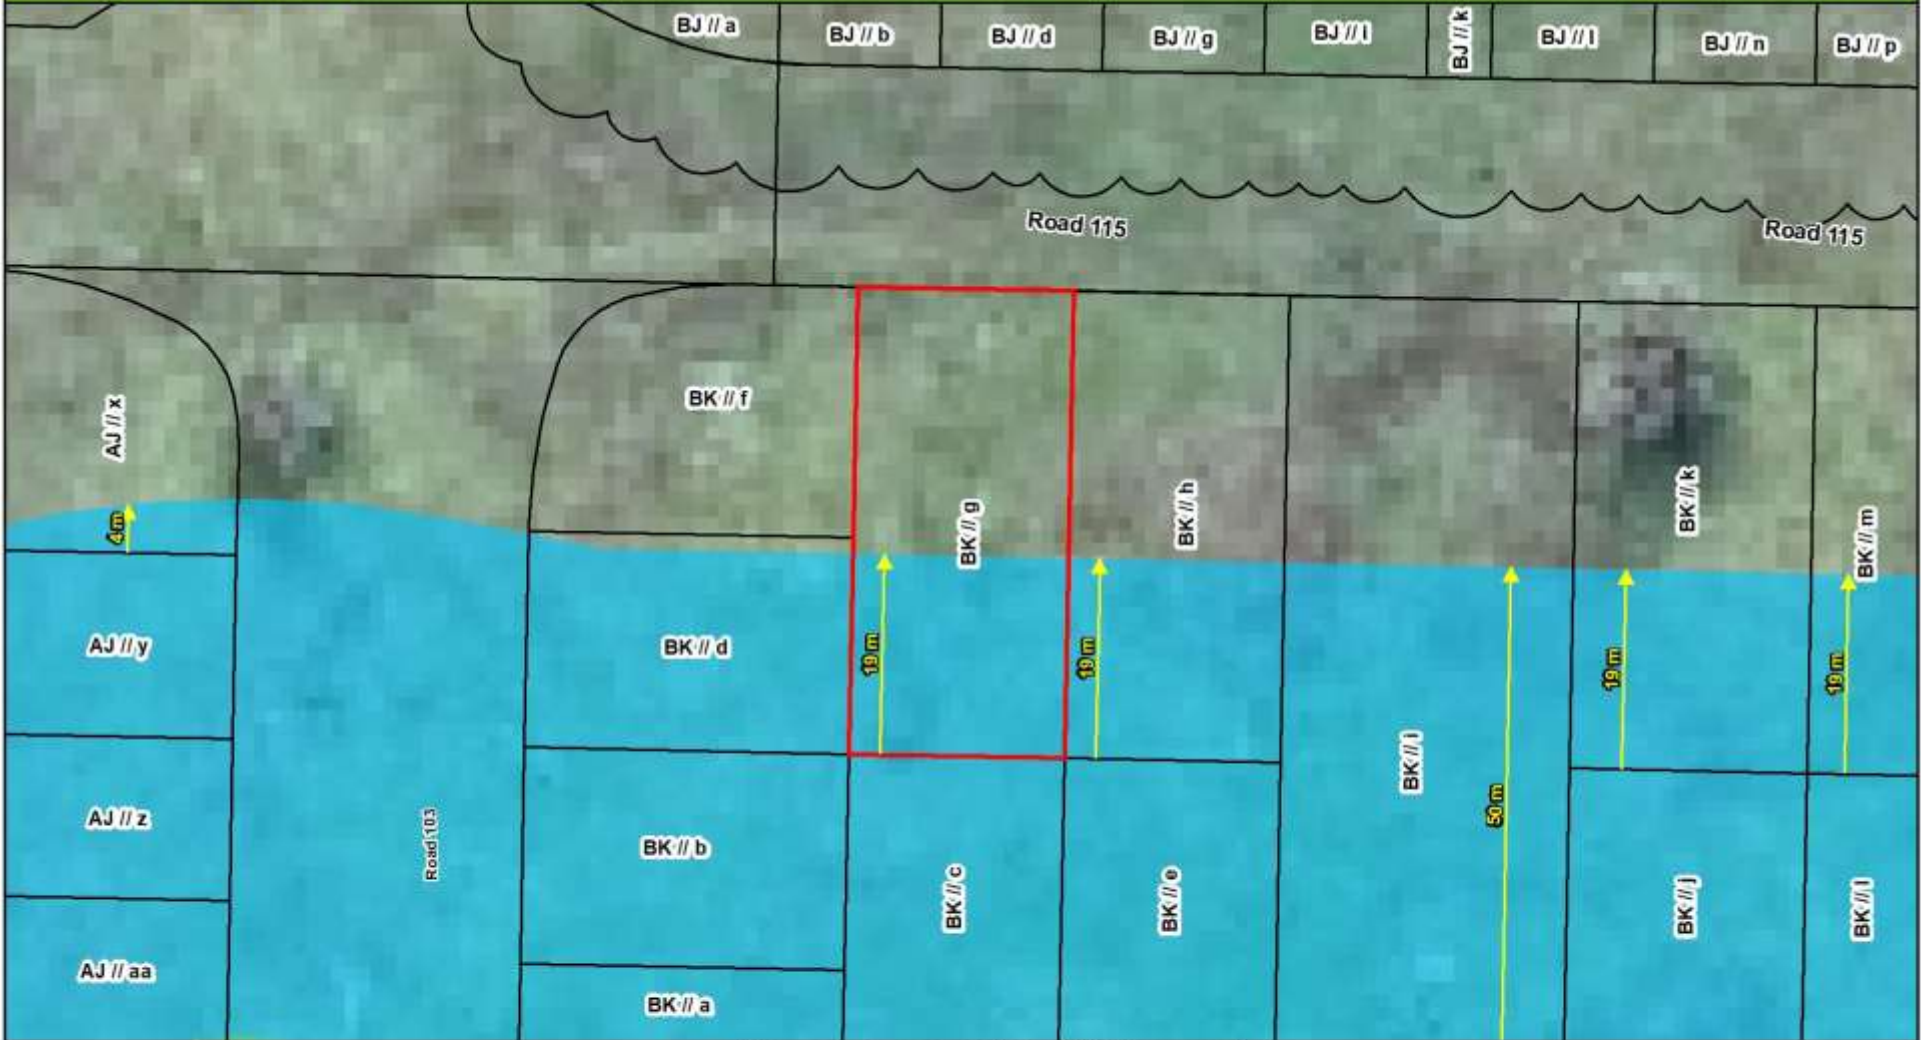 BJ // a
BJ // b
BJ // d
BJ // g
BJ // i
BJ // k
BJ // l
BJ // n
BJ // p
Road 115
Road 115
AJ // x
BK // f
BK // g
BK // h
BK // k
BK // m
4 m
AJ // y
BK // d
19 m
19 m
19 m
19 m
BK // i
50 m
AJ // z
Road 103
BK // b
BK // c
BK // e
BK // j
BK // l
AJ // aa
BK // a